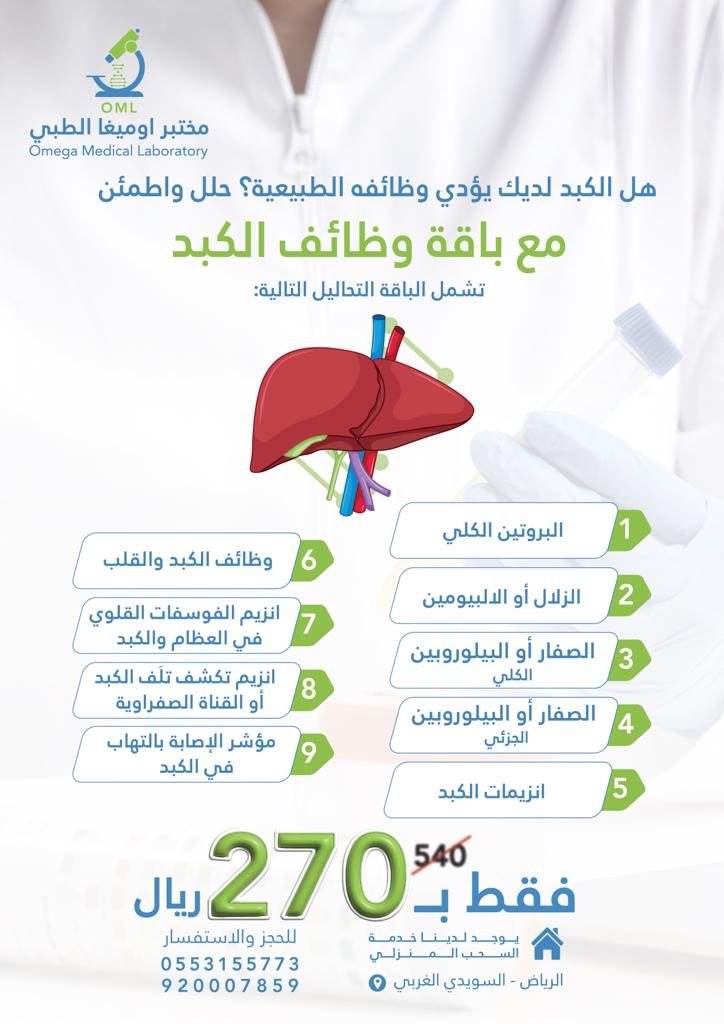 OML
مختبر اوميغا الطبي
Omega Medical Laboratory
هل الكبد لديك يؤدي وظائفه الطبيعية؟ حلل واطمئن
مع باقة وظائف الكبد
تشمل الباقة التحاليل التالية:
1 البروتين الكلي
2 الزلال أو الالبيومين
3 الصفار أو البيلوروبين
الكلي
4 الصفار أو البيلوروبين
الجزئي
5 انزيمات الكبد
6 وظائف الكبد والقلب
7 انزيم الفوسفات القلوي
في العظام والكبد
8 انزيم تكشف تلَف الكبد
أو القناة الصفراوية
9 مؤشر الإصابة بالتهاب
في الكبد
540
فقط بـ 270 ريال
يوجد لدينا خدمة
السحب المنزلي
الرياض - السويدي الغربي
للحجز والاستفسار
0553155773
920007859